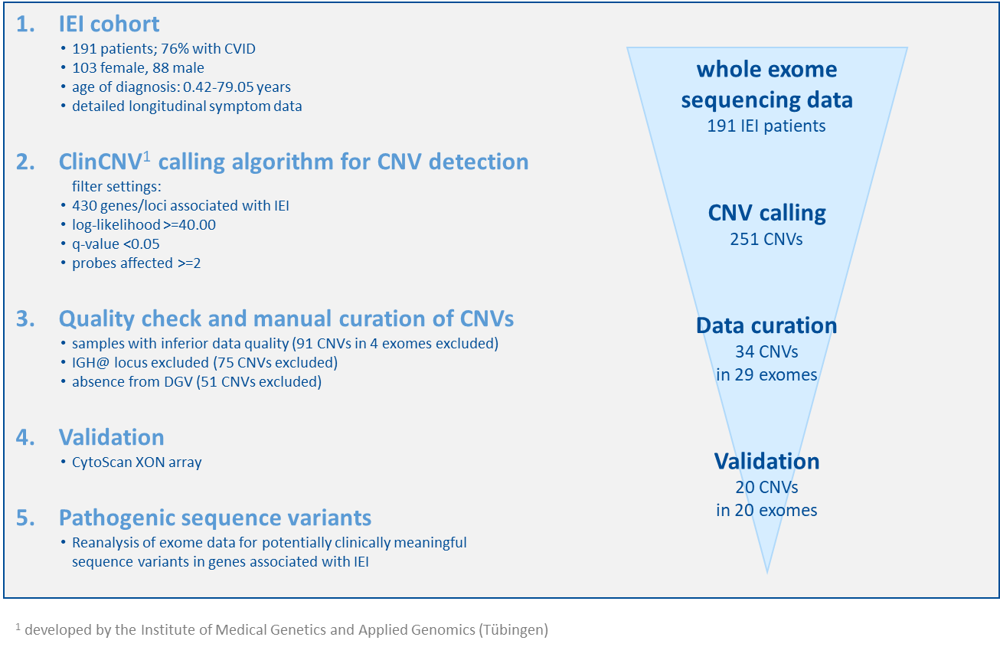 1. IEI cohort
• 191 patients; 76% with CVID
• 103 female, 88 male
• age of diagnosis: 0.42-79.05 years
• detailed longitudinal symptom data
2. ClinCNV¹ calling algorithm for CNV detection
filter settings:
• 430 genes/loci associated with IEI
• log-likelihood >=40.00
• q-value <0.05
• probes affected >=2
3. Quality check and manual curation of CNVs
• samples with inferior data quality (91 CNVs in 4 exomes excluded)
• IGH@ locus excluded (75 CNVs excluded)
• absence from DGV (51 CNVs excluded)
4. Validation
• CytoScan XON array
5. Pathogenic sequence variants
• Reanalysis of exome data for potentially clinically meaningful
sequence variants in genes associated with IEI
whole exome
sequencing data
191 IEI patients
CNV calling
251 CNVs
Data curation
34 CNVs
in 29 exomes
Validation
20 CNVs
in 20 exomes
¹ developed by the Institute of Medical Genetics and Applied Genomics (Tübingen)